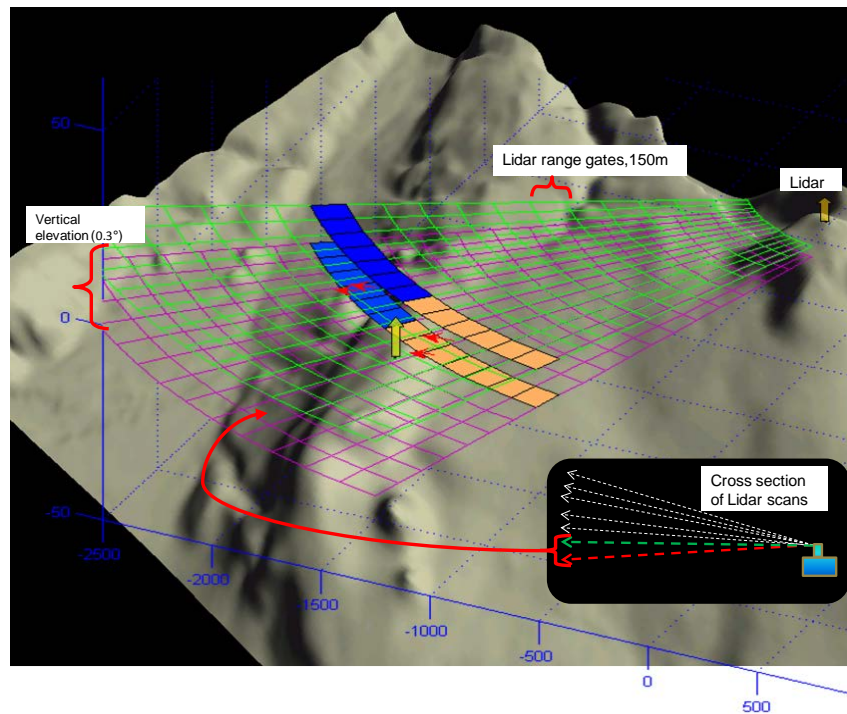 50
Lidar range gates,150m
Lidar
Vertical
elevation (0.3°)
0
Cross section
of Lidar scans
-50
-2500
-2000
1500
-1000
-500
0
500